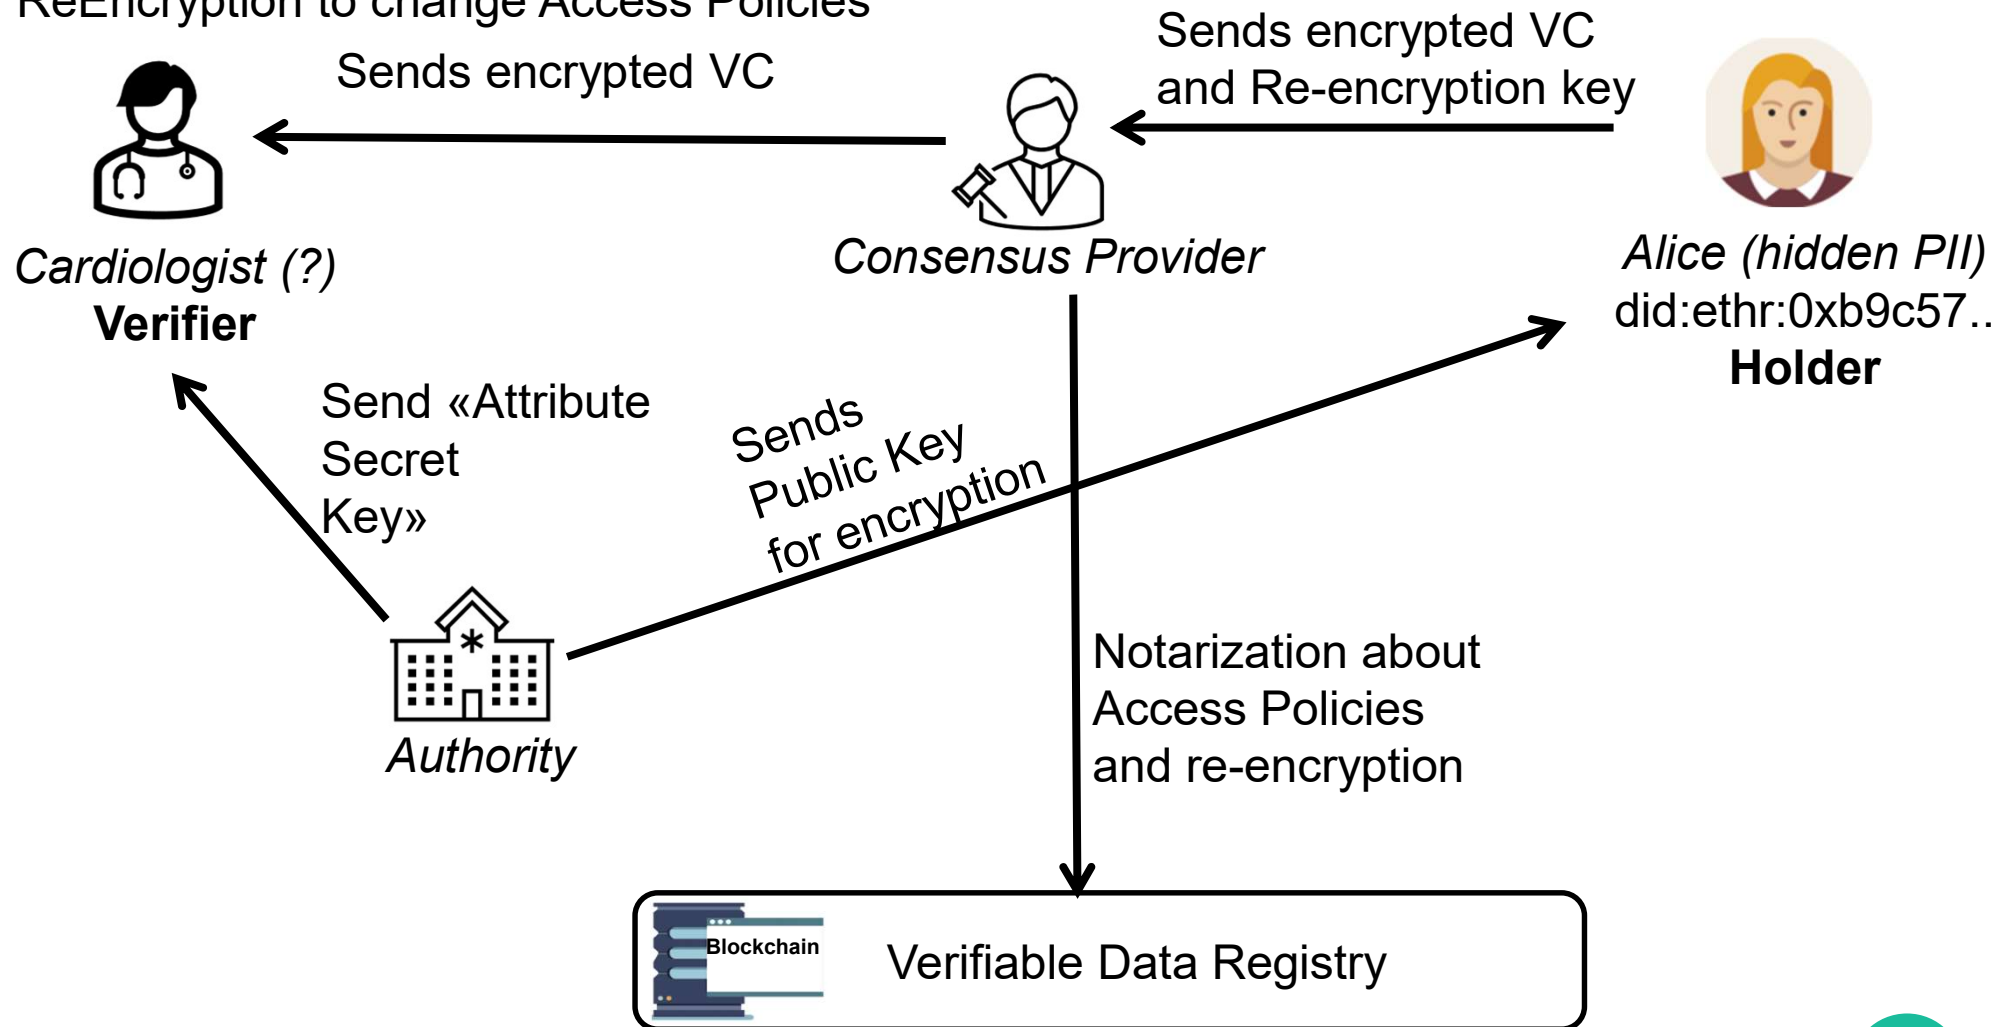 ReEncryption to change Access Policies
Sends encrypted VC
Sends encrypted VC
and Re-encryption key
Cardiologist (?)
Verifier
Consensus Provider
Alice (hidden PII)
did:ethr:0xb9c57..
Holder
Send «Attribute
Secret
Key»
Sends
Public Key
for encryption
Authority
Notarization about
Access Policies
and re-encryption
Blockchain
Verifiable Data Registry